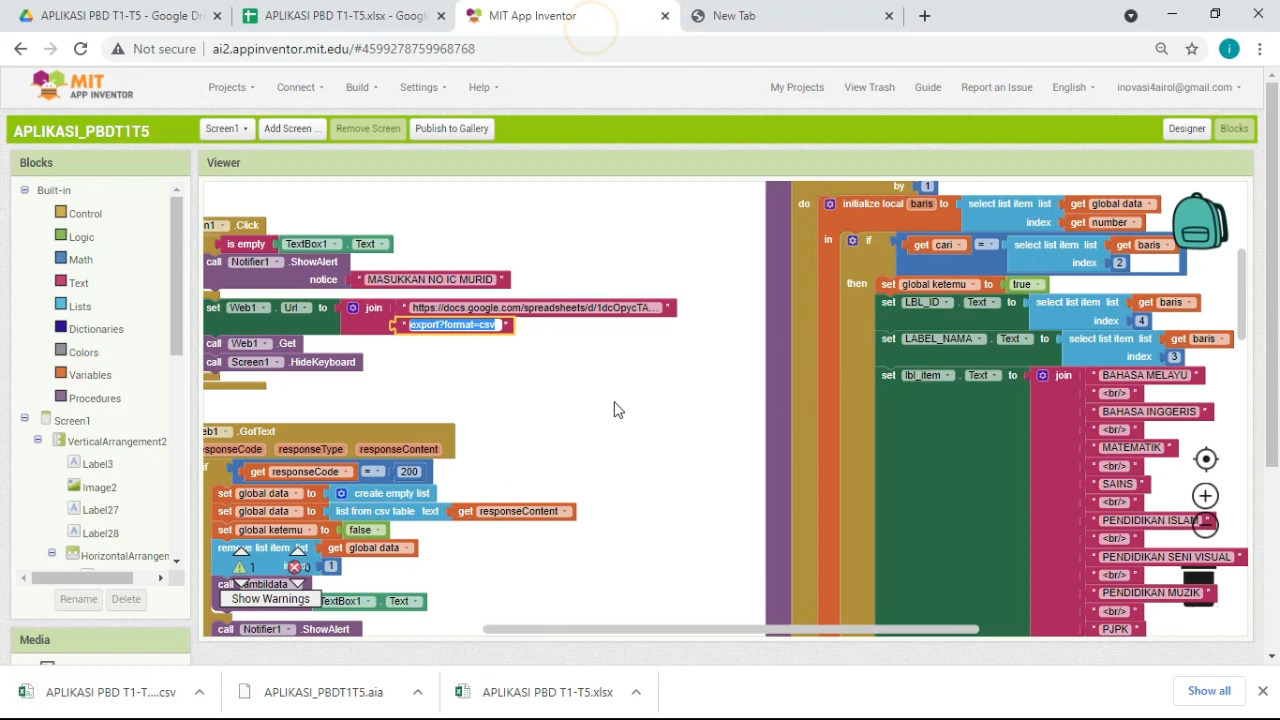 APLIKASI PBD T1-T5 - Google Dr
APLIKASI PBD T1-T5.xlsx - Googl
MIT App Inventor
New Tab
Not secure
ai2.appinventor.mit.edu/#4599278759968768
MIT
APP INVENTOR
Projects
Connect
Build
Settings
Help
My Projects
View Trash
Guide
Report an Issue
English
inovasi4airol@gmail.com
APLIKASI_PBDT1T5
Screen1
Add Screen ...
Remove Screen
Publish to Gallery
Designer
Blocks
Blocks
Viewer
Built-in
Control
Logic
Math
Text
Lists
Dictionaries
Colors
Variables
Procedures
Screen1
VerticalArrangement2
Label3
Image2
Label27
Label28
HorizontalArrangen
Rename
Delete
Media
n1 .Click
is empty TextBox1 . Text
call Notifier1 .ShowAlert
notice " MASUKKAN NO IC MURID "
set Web1 . Url to join " https://docs.google.com/spreadsheets/d/1dcOpycTA... "
" export?format=csv "
call Web1 .Get
call Screen1 .HideKeyboard
eb1 .GotText
esponseCode responseType responseContent
if get responseCode = 200
set global data to create empty list
set global data to list from csv table text get responseContent
set global ketemu to false
remove list item list get global data
1
call ambildata
TextBox1 . Text
call Notifier1 .ShowAlert
1
0
Show Warnings
by 1
do initialize local baris to select list item list get global data
index get number
in if get cari = select list item list get baris
index 2
then set global ketemu to true
set LBL_ID . Text to select list item list get baris
index 4
set LABEL_NAMA . Text to select list item list get baris
index 3
set lbl_item . Text to join " BAHASA MELAYU "
" <br/> "
" BAHASA INGGERIS "
" <br/> "
" MATEMATIK "
" <br/> "
" SAINS "
" <br/> "
" PENDIDIKAN ISLAM
" <br/> "
" PENDIDIKAN SENI VISUAL "
" <br/> "
" PENDIDIKAN MUZIK
" <br/> "
" PJPK "
APLIKASI PBD T1-T....csv
APLIKASI_PBDT1T5.aia
APLIKASI PBD T1-T5.xlsx
Show all